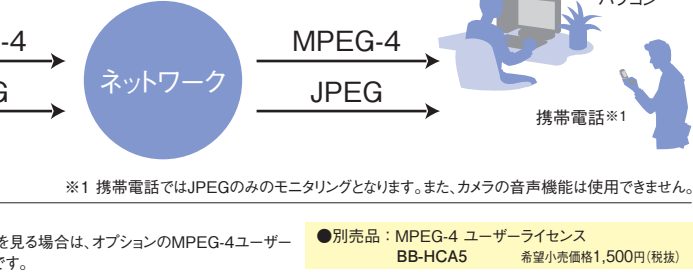 パソコン
-4
MPEG-4
ネットワーク
G
JPEG
携帯電話※1
※1 携帯電話ではJPEGのみのモニタリングとなります。また、カメラの音声機能は使用できません。
を見る場合は、オプションのMPEG-4ユーザー
です。
●別売品：MPEG-4 ユーザーライセンス
BB-HCA5 希望小売価格1,500円(税抜)